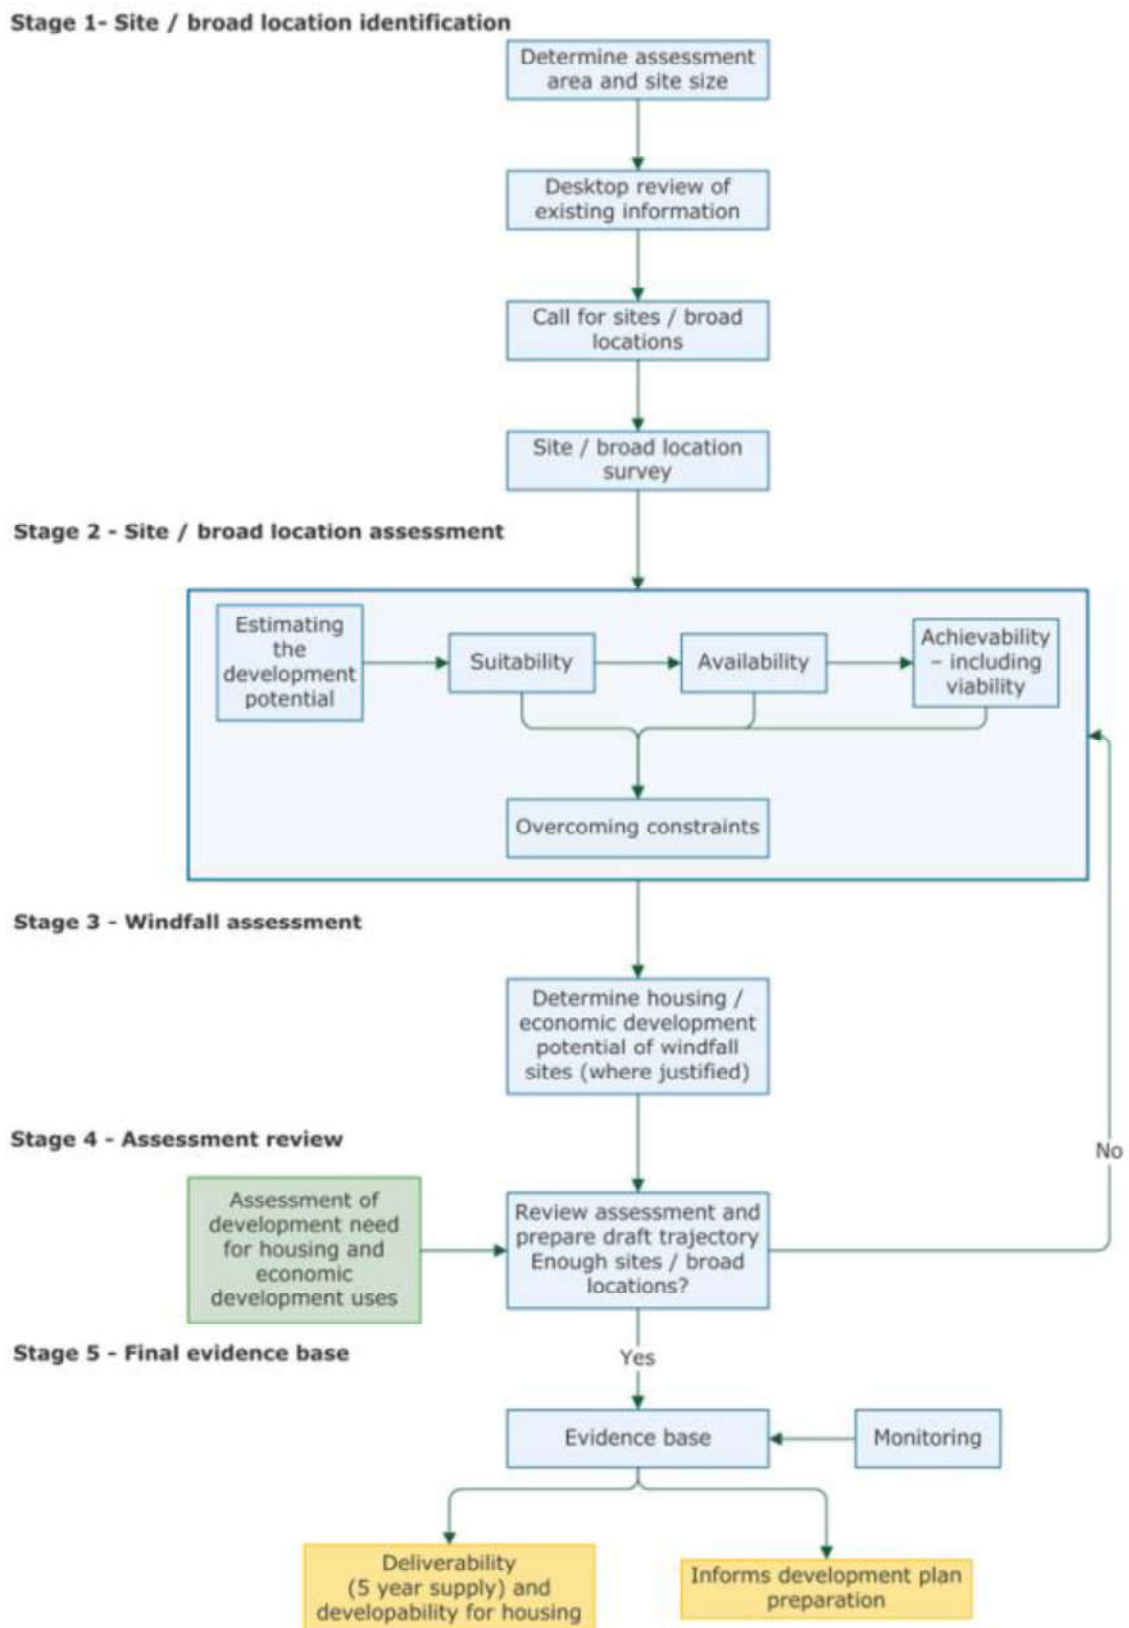 Stage 1- Site / broad location identification
Determine assessment
area and site size
Desktop review of
existing information
Call for sites / broad
locations
Site / broad location
survey
Stage 2 - Site / broad location assessment
Estimating
the
development
potential
Suitability
Availability
Achievability
– including
viability
Overcoming constraints
Stage 3 - Windfall assessment
Determine housing /
economic development
potential of windfall
sites (where justified)
Stage 4 - Assessment review
No
Assessment of
development need
for housing and
economic
development uses
Review assessment and
prepare draft trajectory
Enough sites / broad
locations?
Stage 5 - Final evidence base
Yes
Evidence base
Monitoring
Deliverability
(5 year supply) and
developability for housing
Informs development plan
preparation